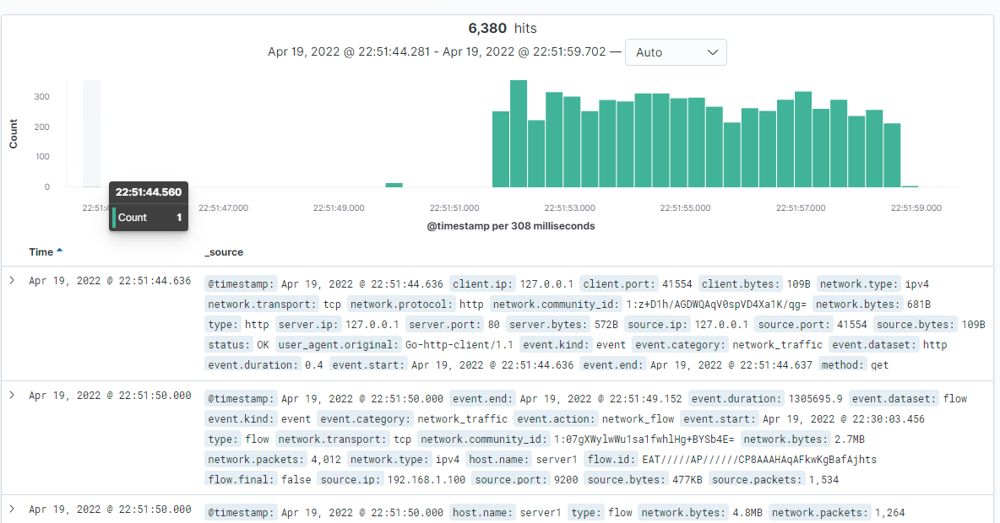 6,380 hits
Apr 19, 2022 @ 22:51:44.281 - Apr 19, 2022 @ 22:51:59.702 — Auto
300
200
100
0
Count
22:51:44.560
Count 1
22:51:47.000 22:51:49.000 22:51:51.000 22:51:53.000 22:51:55.000 22:51:57.000 22:51:59.000
@timestamp per 308 milliseconds
Time _source
Apr 19, 2022 @ 22:51:44.636 @timestamp: Apr 19, 2022 @ 22:51:44.636 client.ip: 127.0.0.1 client.port: 41554 client.bytes: 109B network.type: ipv4
network.transport: tcp network.protocol: http network.community_id: 1:z+D1h/AGDWQAqV0spVD4Xa1K/qg= network.bytes: 681B
type: http server.ip: 127.0.0.1 server.port: 80 server.bytes: 572B source.ip: 127.0.0.1 source.port: 41554 source.bytes: 109B
status: OK user_agent.original: Go-http-client/1.1 event.kind: event event.category: network_traffic event.dataset: http
event.duration: 0.4 event.start: Apr 19, 2022 @ 22:51:44.636 event.end: Apr 19, 2022 @ 22:51:44.637 method: get
Apr 19, 2022 @ 22:51:50.000 @timestamp: Apr 19, 2022 @ 22:51:50.000 event.end: Apr 19, 2022 @ 22:51:49.152 event.duration: 1305695.9 event.dataset: flow
event.kind: event event.category: network_traffic event.action: network_flow event.start: Apr 19, 2022 @ 22:30:03.456
type: flow network.transport: tcp network.community_id: 1:07gXWylwWu1sa1fwhlHg+BYSb4E= network.bytes: 2.7MB
network.packets: 4,012 network.type: ipv4 host.name: server1 flow.id: EAT/////AP//////CP8AAAHAqAFkwKgBafAjhts
flow.final: false source.ip: 192.168.1.100 source.port: 9200 source.bytes: 477KB source.packets: 1,534
Apr 19, 2022 @ 22:51:50.000 @timestamp: Apr 19, 2022 @ 22:51:50.000 host.name: server1 type: flow network.bytes: 4.8MB network.packets: 1,264